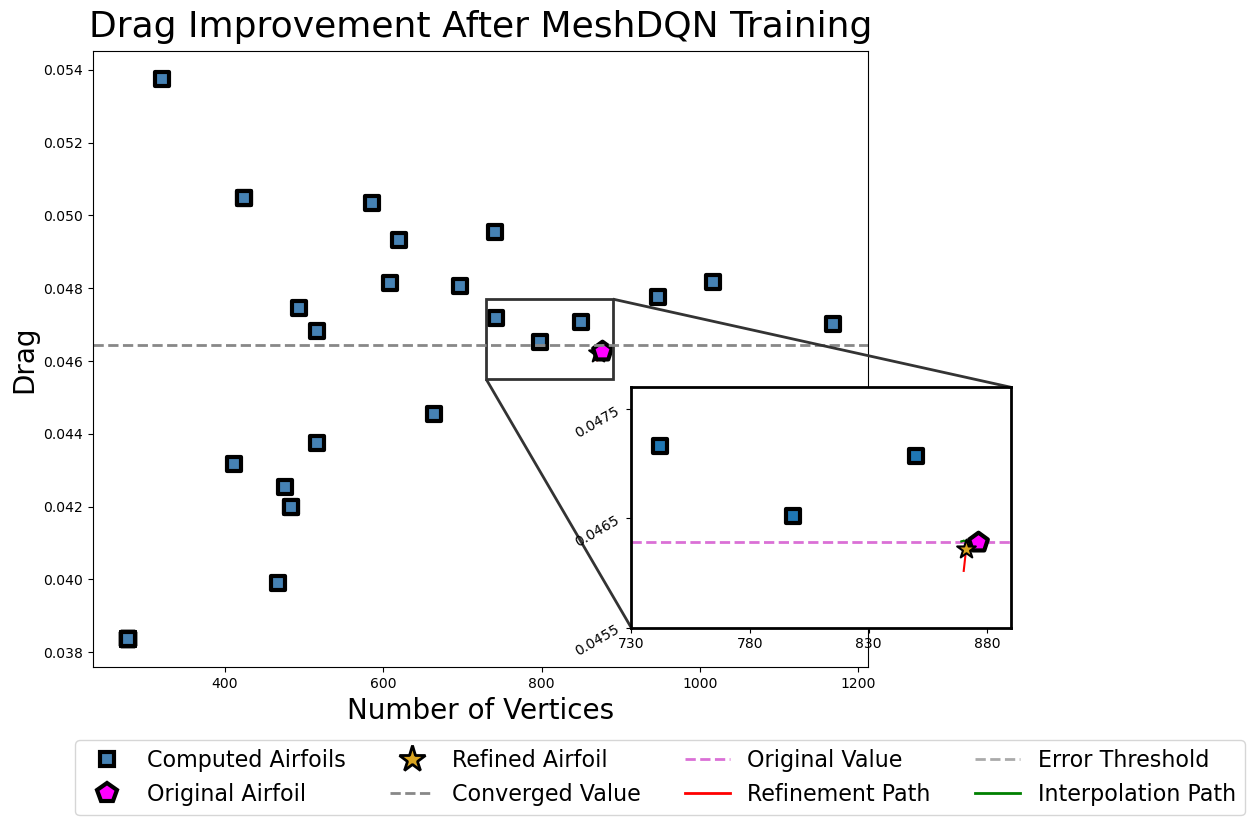 Drag Improvement After MeshDQN Training
0.054
0.052
0.050
0.048
0.046
0.044
0.042
0.040
0.038
Drag
400
600
800
1000
1200
Number of Vertices
0.0475
0.0465
0.0455
730
780
830
880
Computed Airfoils
Original Airfoil
Refined Airfoil
Converged Value
Original Value
Refinement Path
Error Threshold
Interpolation Path